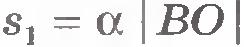 s₁ = α |BO|